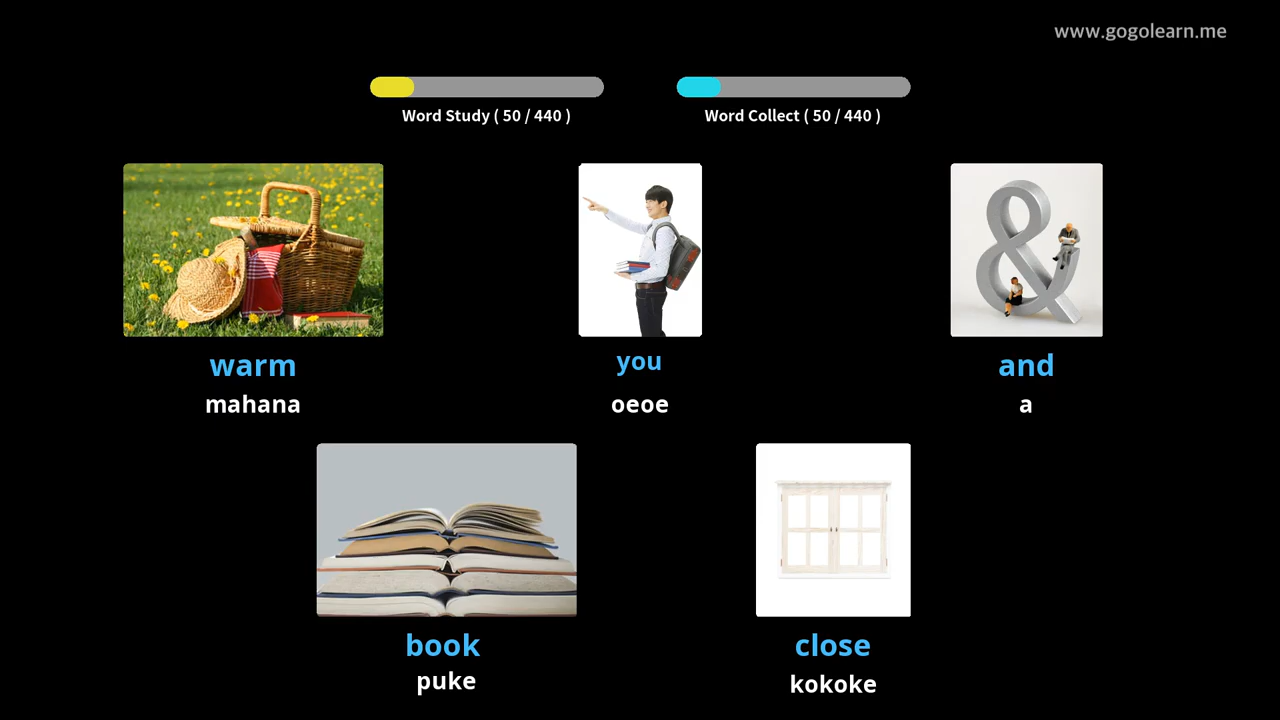 www.gogolearn.me
Word Study ( 50 / 440 )
Word Collect ( 50 / 440 )
warm
mahana
you
oeoe
and
a
book
puke
close
kokoke